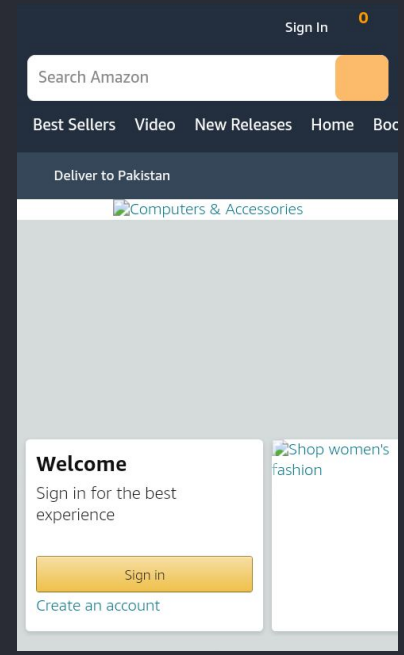 Sign In
0
Search Amazon
Best Sellers Video New Releases Home
Deliver to Pakistan
Computers & Accessories
Welcome
Sign in for the best
experience
Sign in
Create an account
Shop women's
fashion